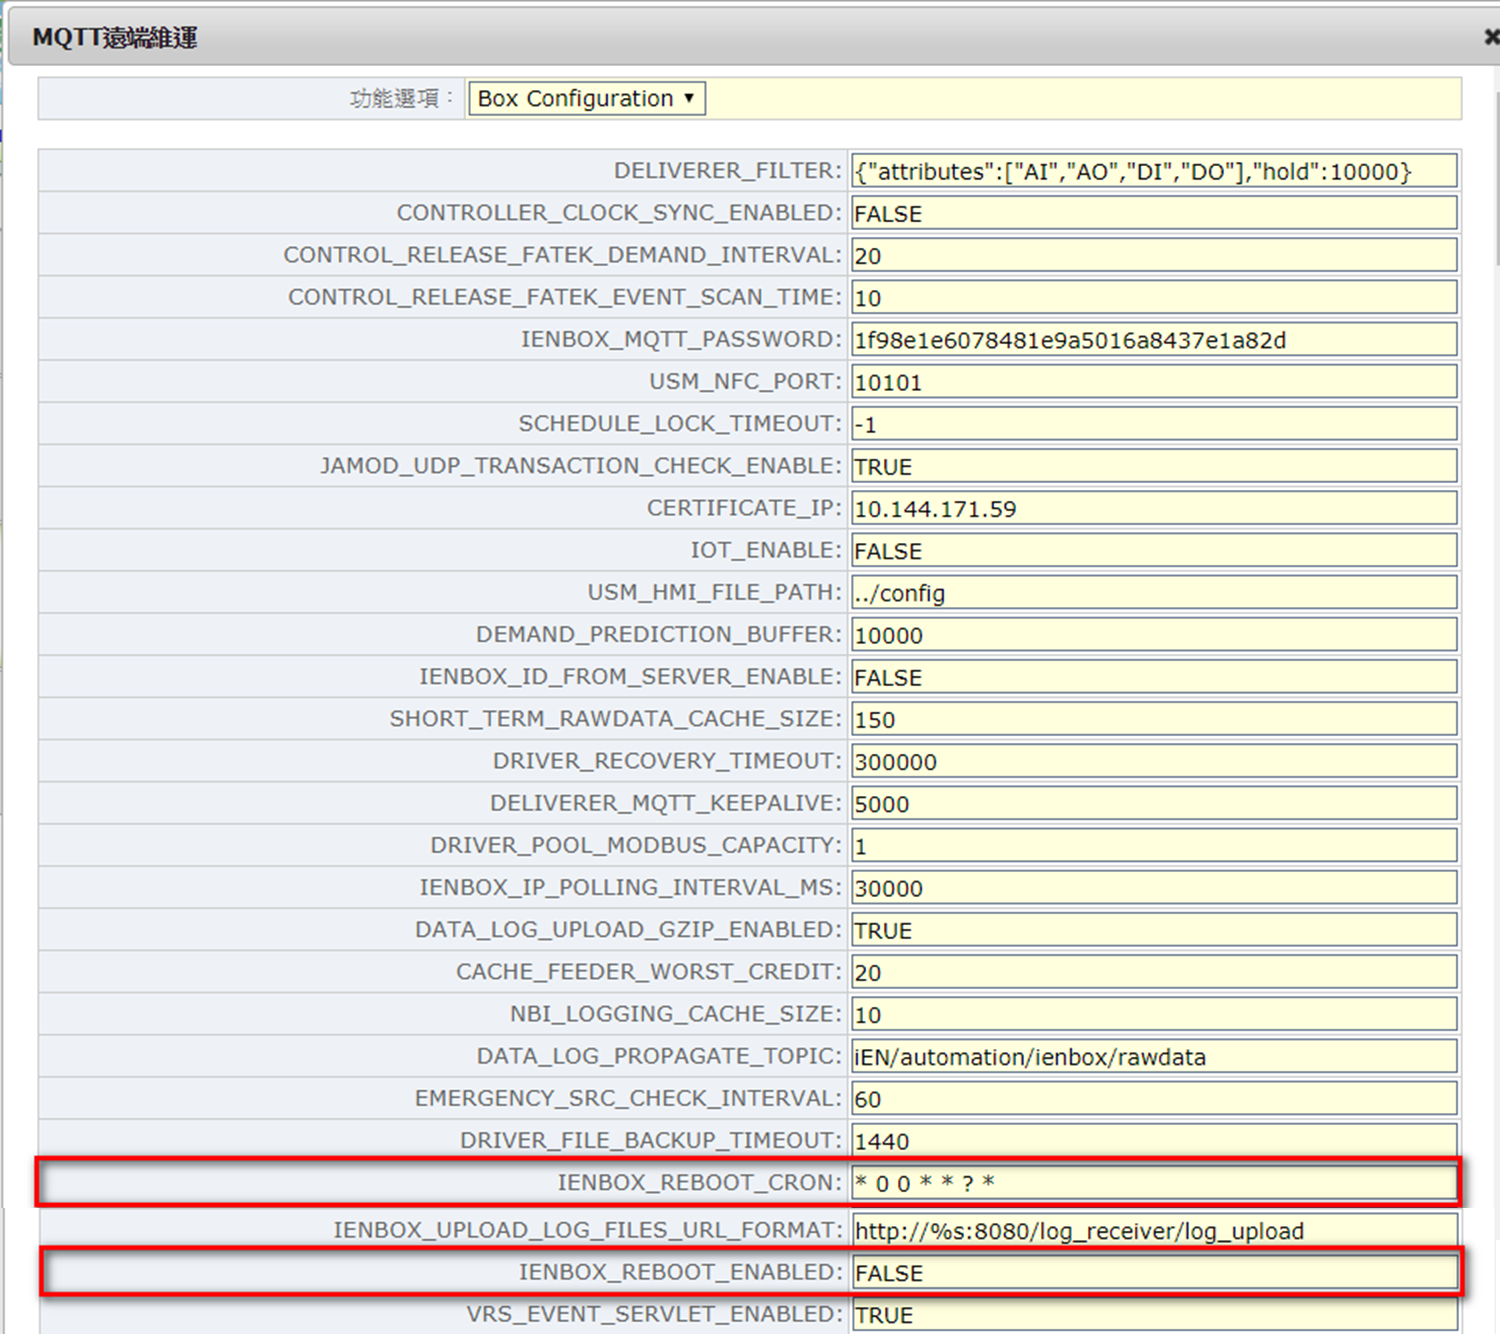 MQTT遠端維運 ✖
功能選項： Box Configuration ▼
DELIVERER_FILTER: {"attributes":["AI","AO","DI","DO"],"hold":10000}
CONTROLLER_CLOCK_SYNC_ENABLED: FALSE
CONTROL_RELEASE_FATEK_DEMAND_INTERVAL: 20
CONTROL_RELEASE_FATEK_EVENT_SCAN_TIME: 10
IENBOX_MQTT_PASSWORD: 1f98e1e6078481e9a5016a8437e1a82d
USM_NFC_PORT: 10101
SCHEDULE_LOCK_TIMEOUT: -1
JAMOD_UDP_TRANSACTION_CHECK_ENABLE: TRUE
CERTIFICATE_IP: 10.144.171.59
IOT_ENABLE: FALSE
USM_HMI_FILE_PATH: ../config
DEMAND_PREDICTION_BUFFER: 10000
IENBOX_ID_FROM_SERVER_ENABLE: FALSE
SHORT_TERM_RAWDATA_CACHE_SIZE: 150
DRIVER_RECOVERY_TIMEOUT: 300000
DELIVERER_MQTT_KEEPALIVE: 5000
DRIVER_POOL_MODBUS_CAPACITY: 1
IENBOX_IP_POLLING_INTERVAL_MS: 30000
DATA_LOG_UPLOAD_GZIP_ENABLED: TRUE
CACHE_FEEDER_WORST_CREDIT: 20
NBI_LOGGING_CACHE_SIZE: 10
DATA_LOG_PROPAGATE_TOPIC: iEN/automation/ienbox/rawdata
EMERGENCY_SRC_CHECK_INTERVAL: 60
DRIVER_FILE_BACKUP_TIMEOUT: 1440
IENBOX_REBOOT_CRON: * 0 0 * * ? *
IENBOX_UPLOAD_LOG_FILES_URL_FORMAT: http://%s:8080/log_receiver/log_upload
IENBOX_REBOOT_ENABLED: FALSE
VRS_EVENT_SERVLET_ENABLED: TRUE